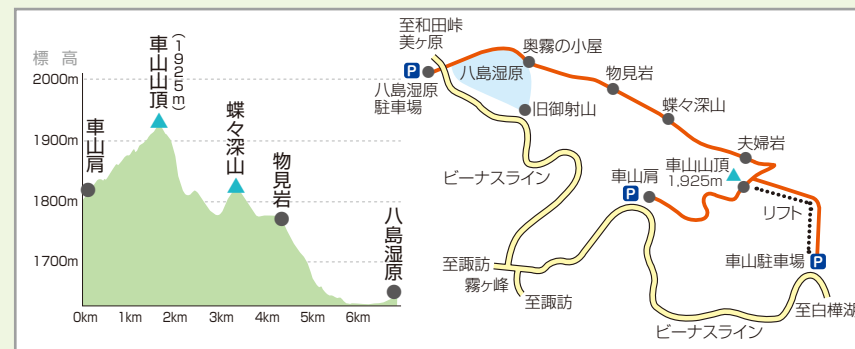 標 高
2000m
1900m
1800m
1700m
0km
1km
2km
3km
4km
5km
6km
車山肩
車山山頂
(1925m)
蝶々深山
物見岩
八島湿原
至和田峠
美ヶ原
P
八島湿原
駐車場
八島湿原
奥霧の小屋
旧御射山
物見岩
蝶々深山
夫婦岩
車山山頂
1,925m
車山肩
P
リフト
P
車山駐車場
至白樺湖
ビーナスライン
至諏訪
霧ヶ峰
至諏訪
ビーナスライン